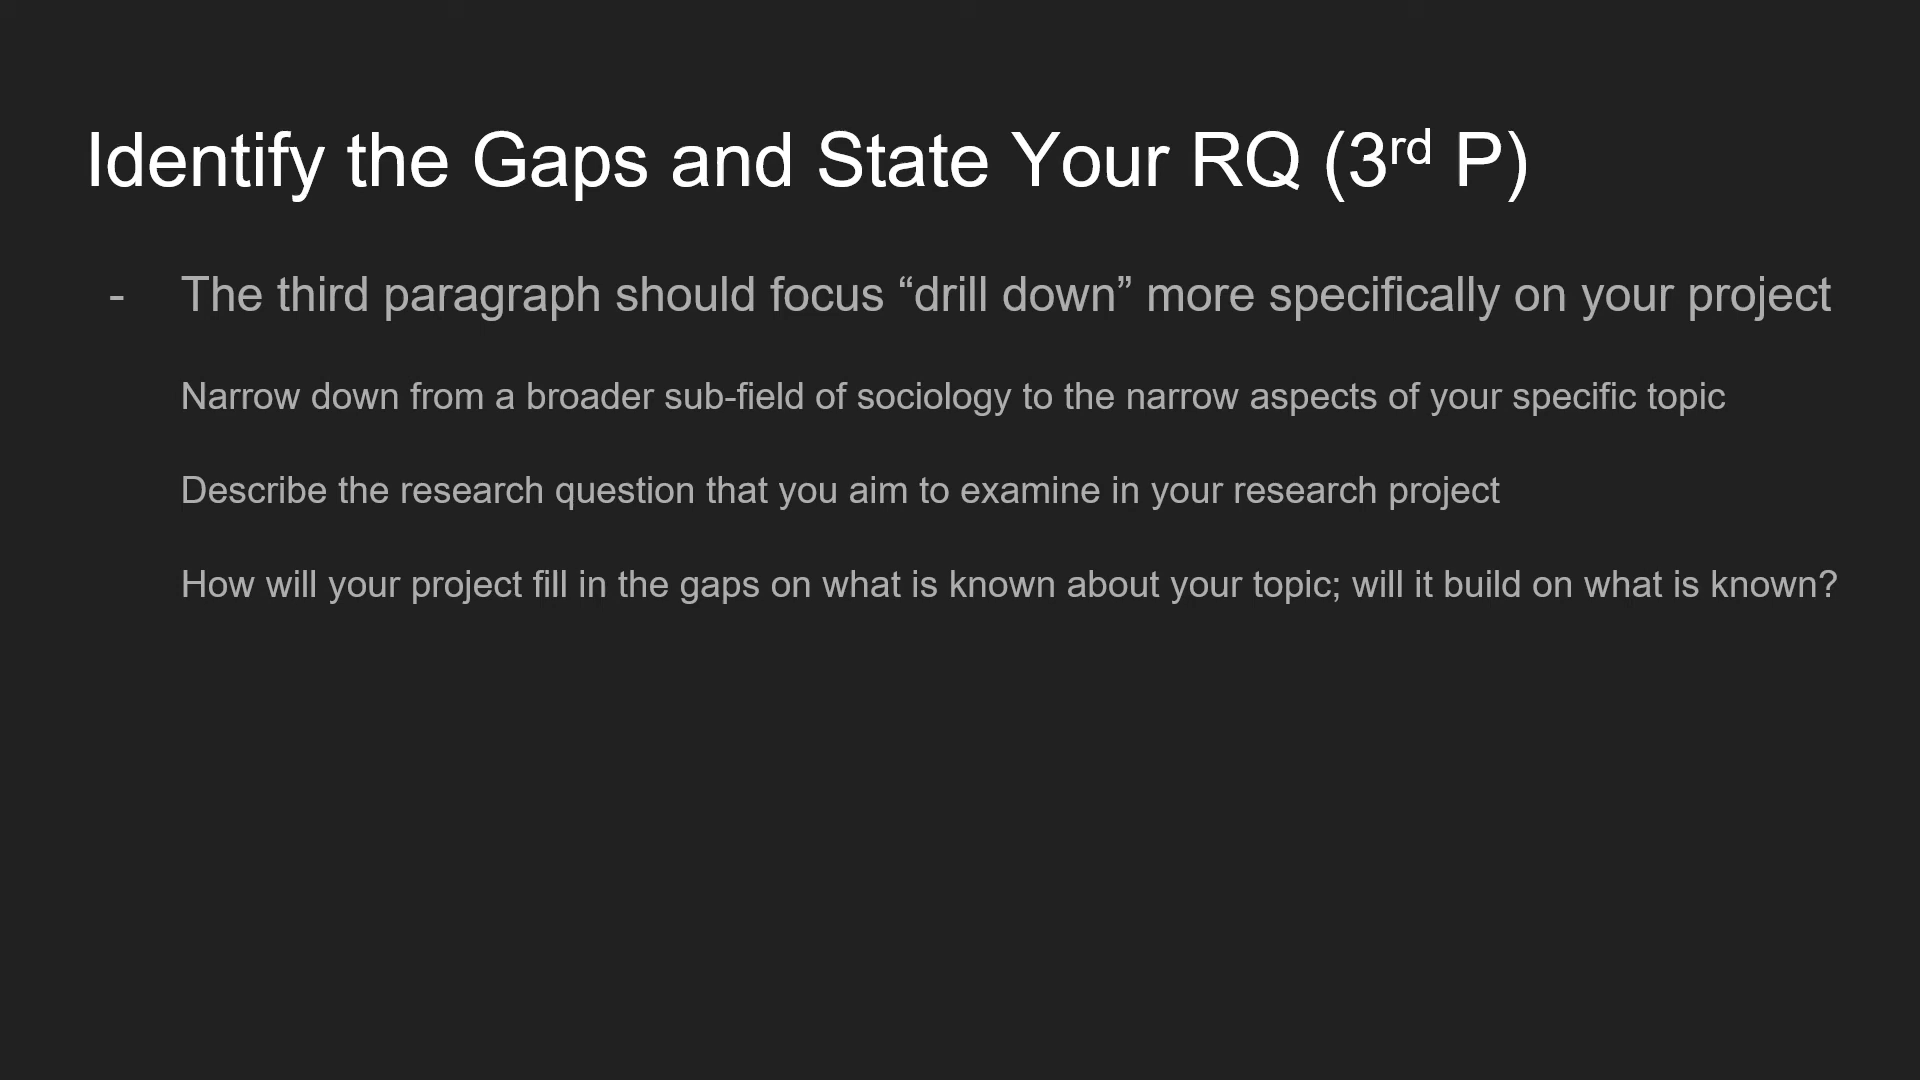 Identify the Gaps and State Your RQ (3rd P)
- The third paragraph should focus “drill down” more specifically on your project
Narrow down from a broader sub-field of sociology to the narrow aspects of your specific topic
Describe the research question that you aim to examine in your research project
How will your project fill in the gaps on what is known about your topic; will it build on what is known?